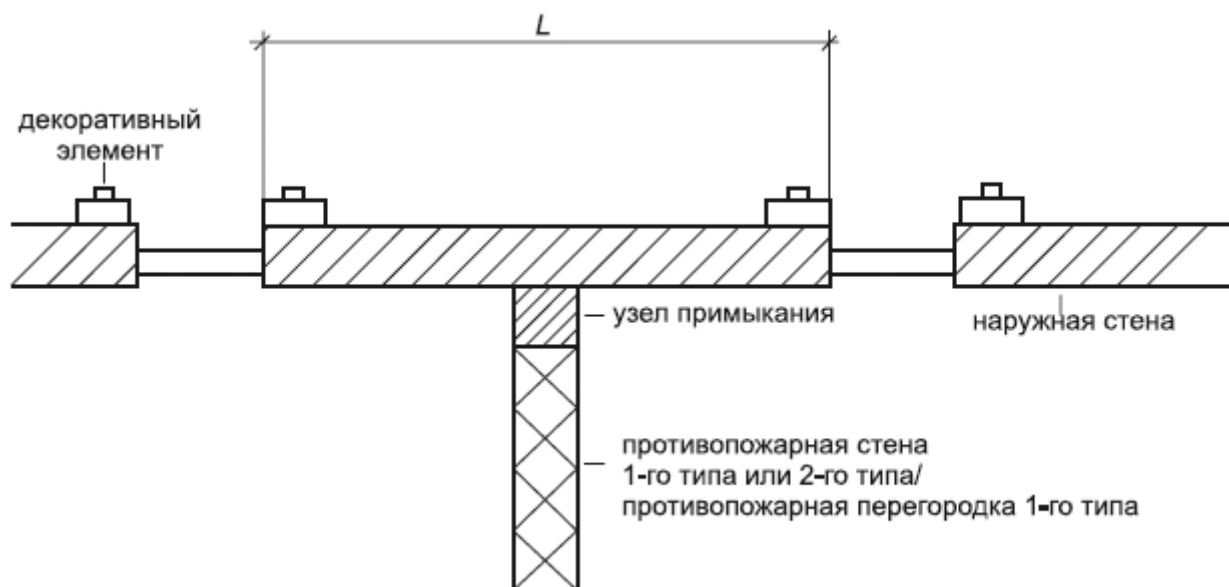 L
декоративный
элемент
узел примыкания
наружная стена
противопожарная стена
1-го типа или 2-го типа/
противопожарная перегородка 1-го типа